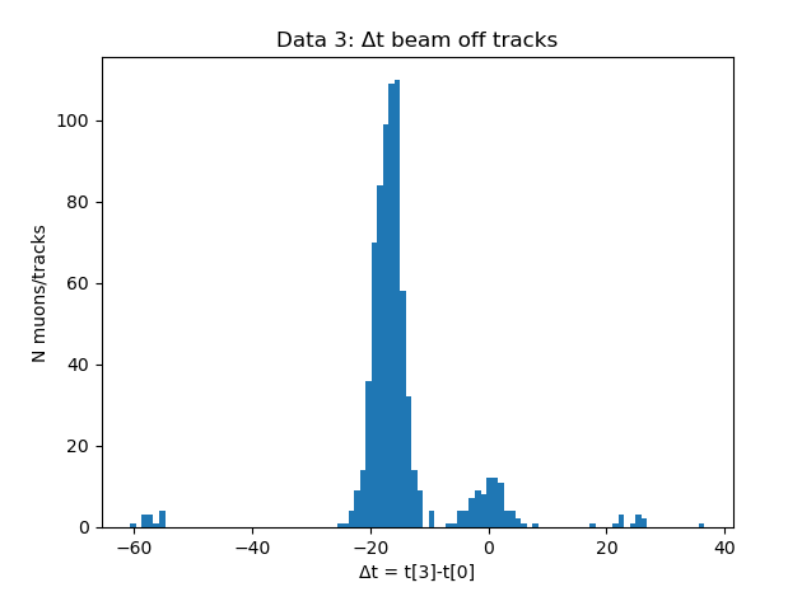 Data 3: Δt beam off tracks
N muons/tracks
100
80
60
40
20
0
−60 −40 −20 0 20 40
Δt = t[3]-t[0]